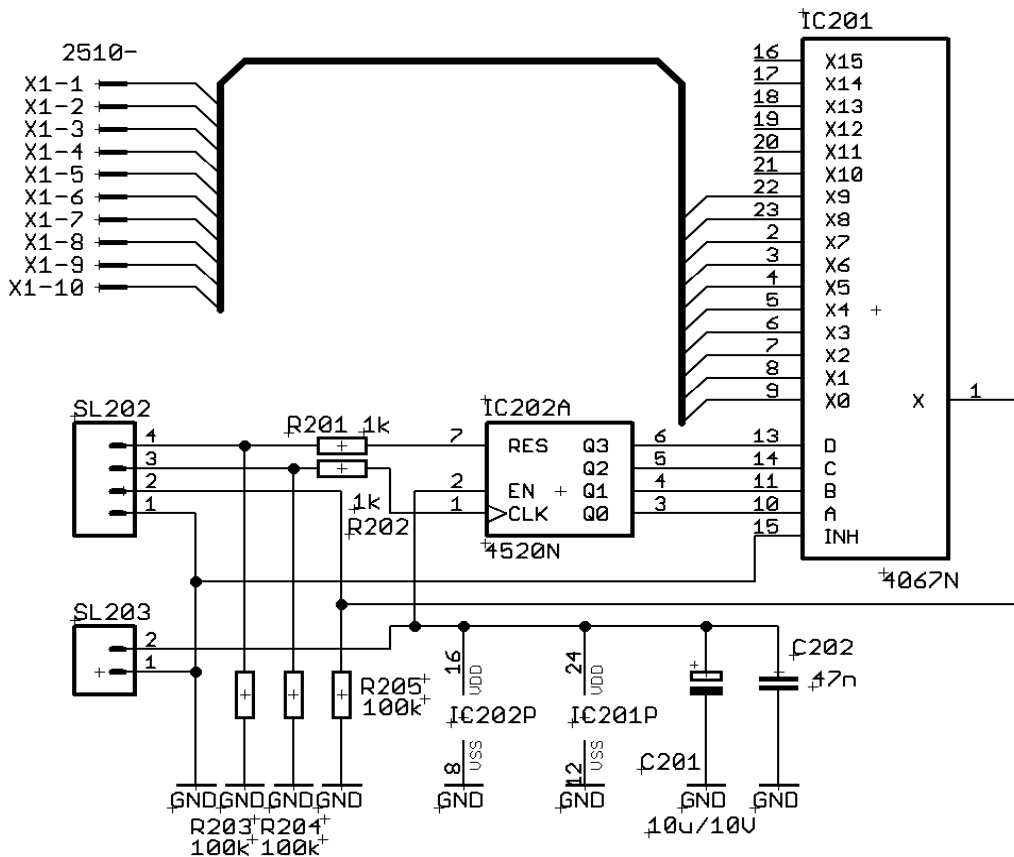 IC201
2510-
X1-1
X1-2
X1-3
X1-4
X1-5
X1-6
X1-7
X1-8
X1-9
X1-10
16 X15
17 X14
18 X13
19 X12
20 X11
21 X10
22 X9
23 X8
2 X7
3 X6
4 X5
5 X4
6 X3
7 X2
8 X1
9 X0
X 1
13 D
14 C
11 B
10 A
15 INH
4067N
SL202
4
3
2
1
R201 1k
1k
R202
IC202A
7 RES Q3 6
Q2 5
2 EN Q1 4
1 CLK Q0 3
4520N
SL203
2
1
R205
100k
16 VDD
IC202P
8 VSS
24 VDD
IC201P
12 VSS
C202
47n
C201
10u/10V
GND GND GND GND GND GND GND GND
R203 R204
100k 100k